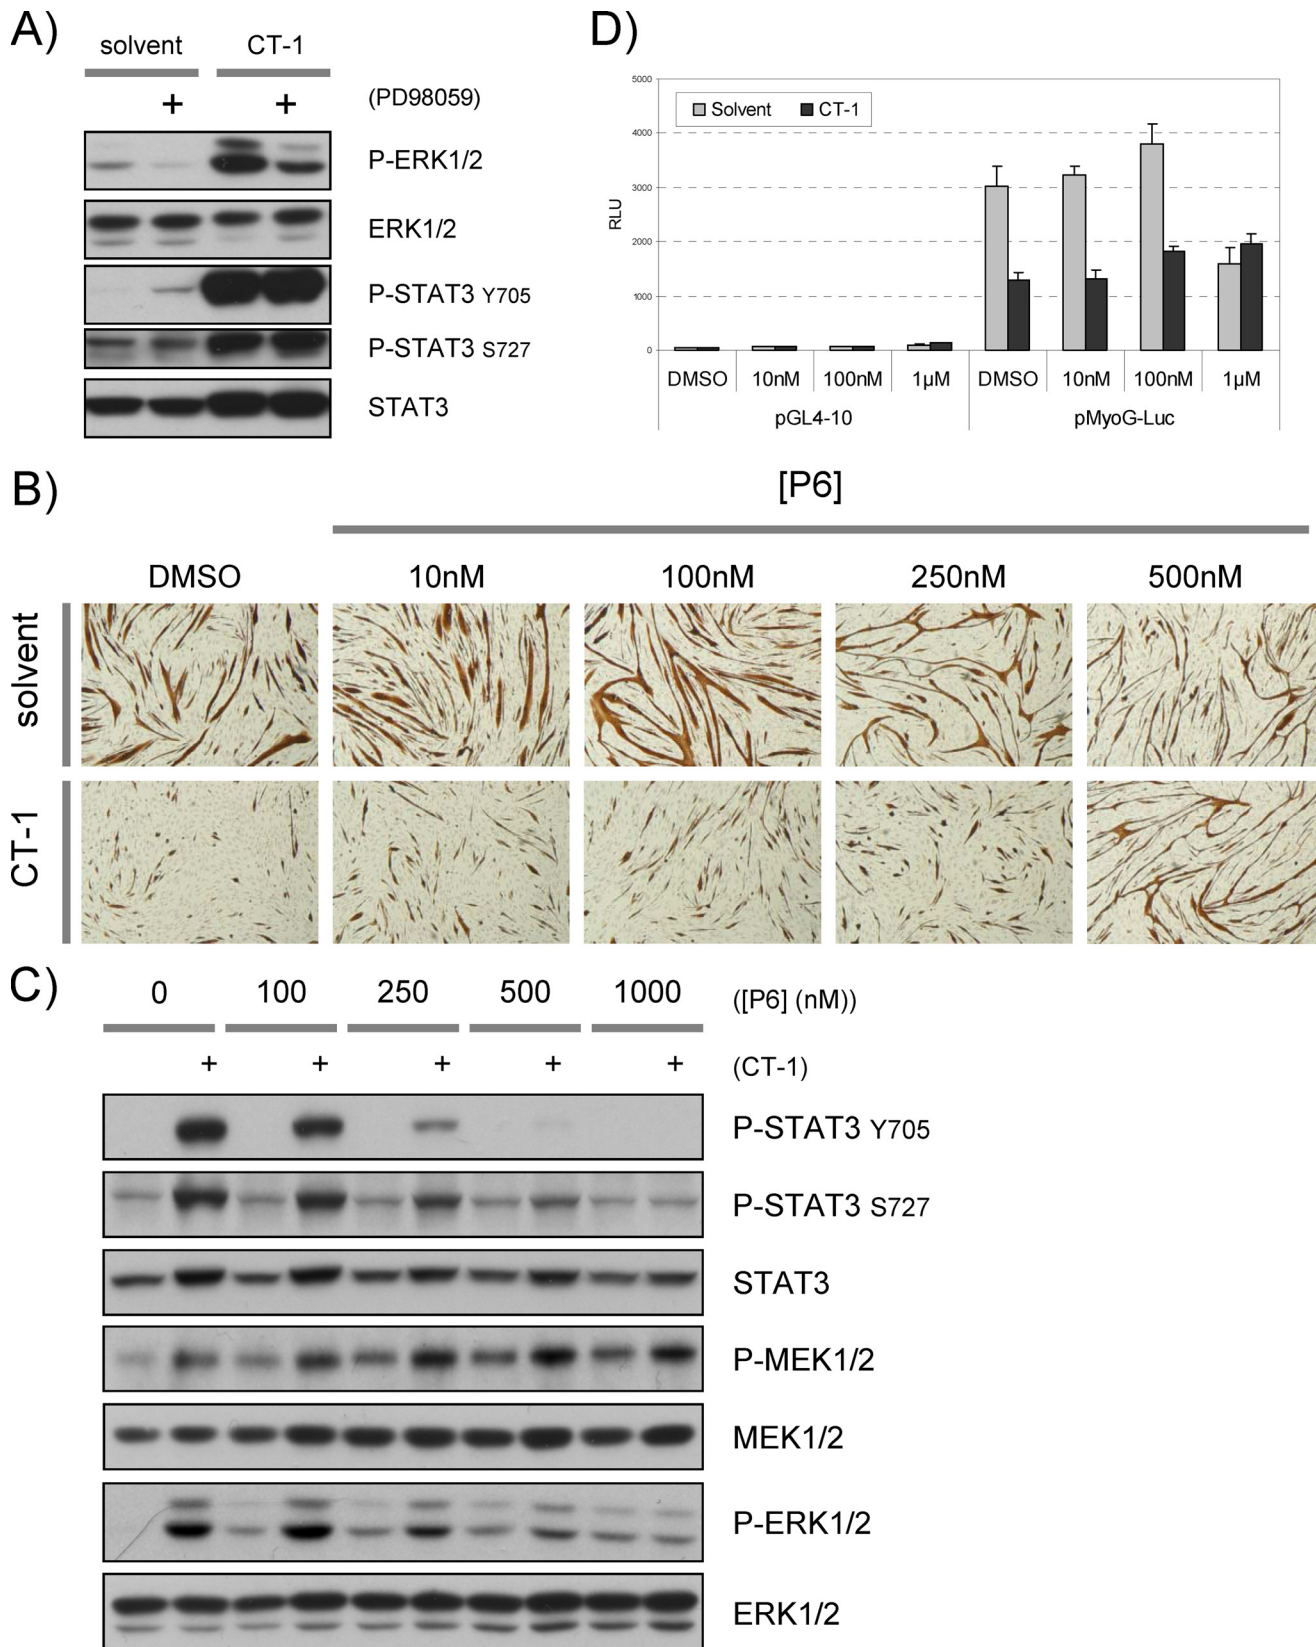 A)
solvent CT-1
+ + (PD98059)
P-ERK1/2
ERK1/2
P-STAT3 Y705
P-STAT3 S727
STAT3
D)
5000
4000
3000
2000
1000
0
RLU
Solvent CT-1
DMSO 10nM 100nM 1µM DMSO 10nM 100nM 1µM
pGL4-10 pMyoG-Luc
B)
[P6]
DMSO 10nM 100nM 250nM 500nM
solvent
CT-1
C)
0 100 250 500 1000 ([P6] (nM))
+ + + + + (CT-1)
P-STAT3 Y705
P-STAT3 S727
STAT3
P-MEK1/2
MEK1/2
P-ERK1/2
ERK1/2